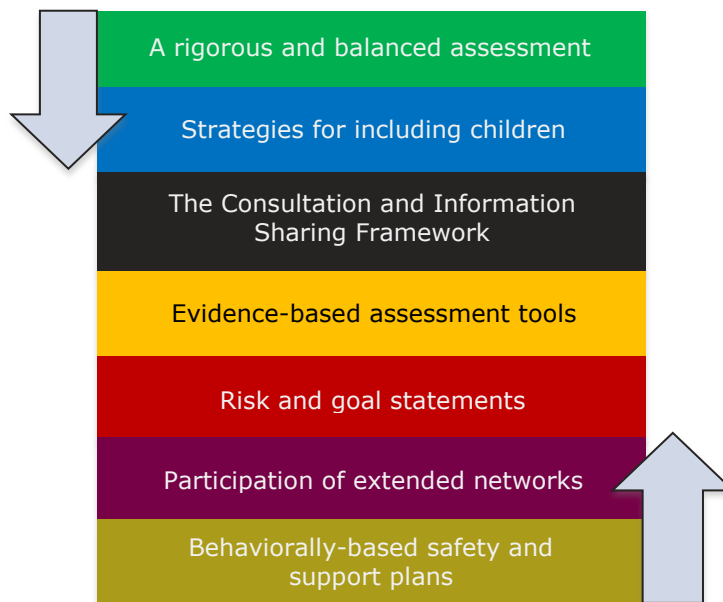 A rigorous and balanced assessment
Strategies for including children
The Consultation and Information
Sharing Framework
Evidence-based assessment tools
Risk and goal statements
Participation of extended networks
Behaviorally-based safety and
support plans